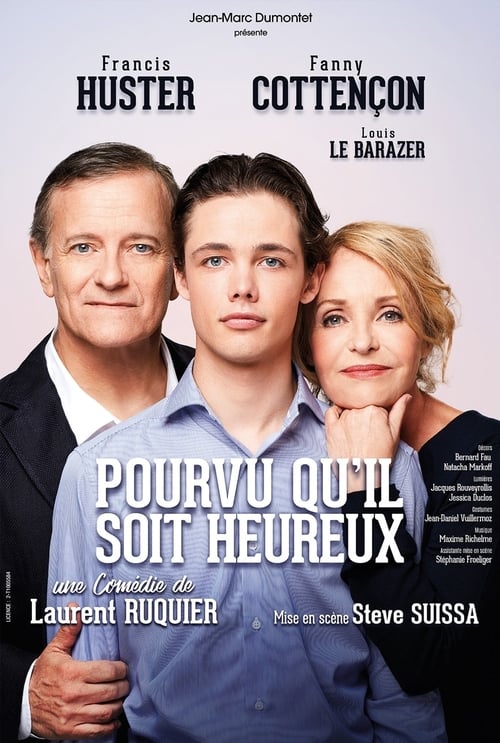 Jean-Marc Dumontet
présente
Francis
HUSTER
Fanny
COTTENÇON
Louis
LE BARAZER
Décors
Bernard Fau
Natacha Markoff
Lumières
Jacques Rouveyrollis
Jessica Duclos
Costumes
Jean-Daniel Vuillermoz
Musique
Maxime Richelme
Assistante mise en scène
Stéphanie Froeliger
POURVU QU'IL
SOIT HEUREUX
une Comédie de
Laurent RUQUIER
Mise en scène Steve SUISSA